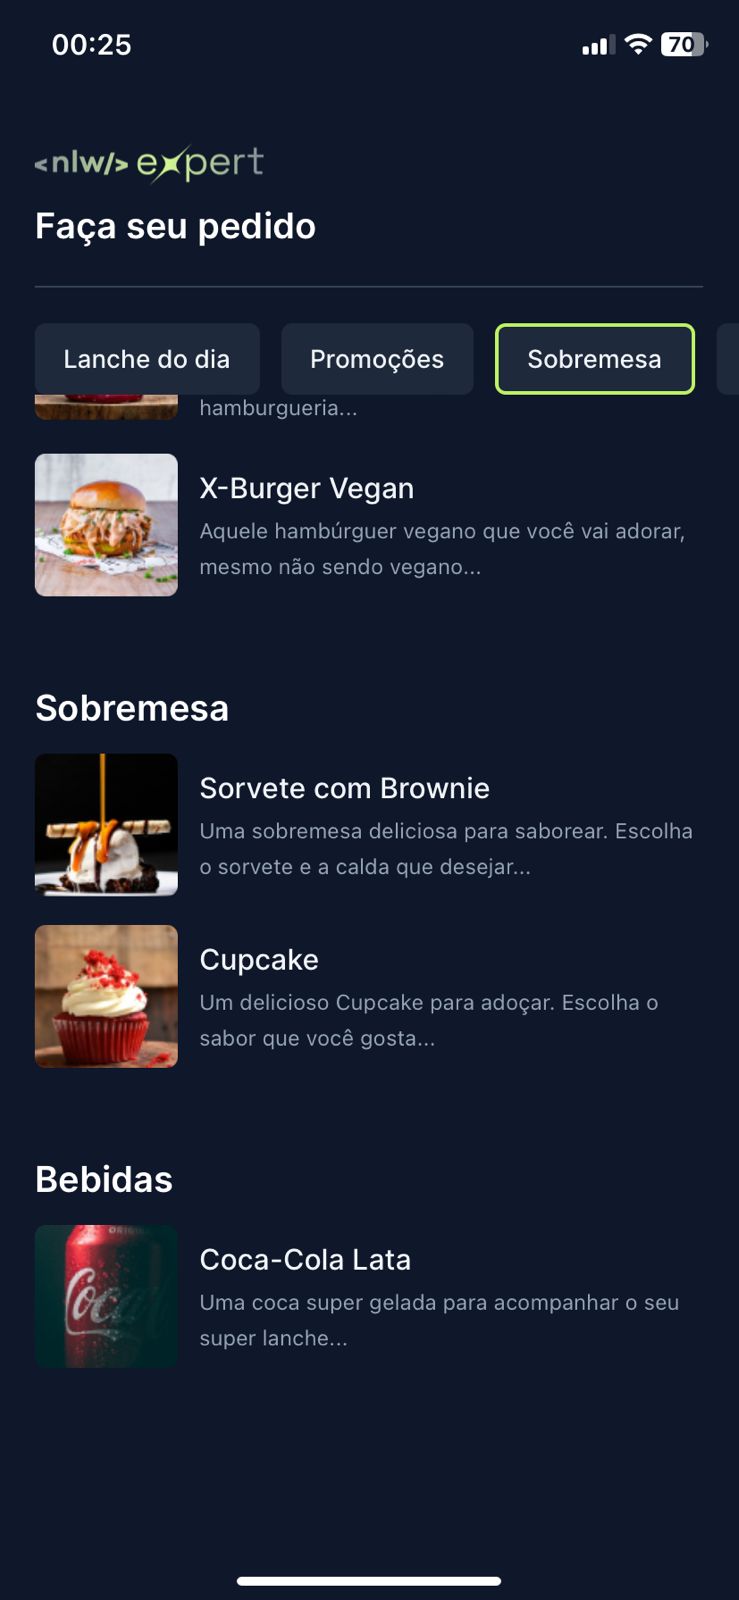 00:25
70
<nlw/> expert
Faça seu pedido
Lanche do dia
Promoções
Sobremesa
hamburgueria...
X-Burger Vegan
Aquele hambúrguer vegano que você vai adorar,
mesmo não sendo vegano...
Sobremesa
Sorvete com Brownie
Uma sobremesa deliciosa para saborear. Escolha
o sorvete e a calda que desejar...
Cupcake
Um delicioso Cupcake para adoçar. Escolha o
sabor que você gosta...
Bebidas
Coca-Cola Lata
Uma coca super gelada para acompanhar o seu
super lanche...